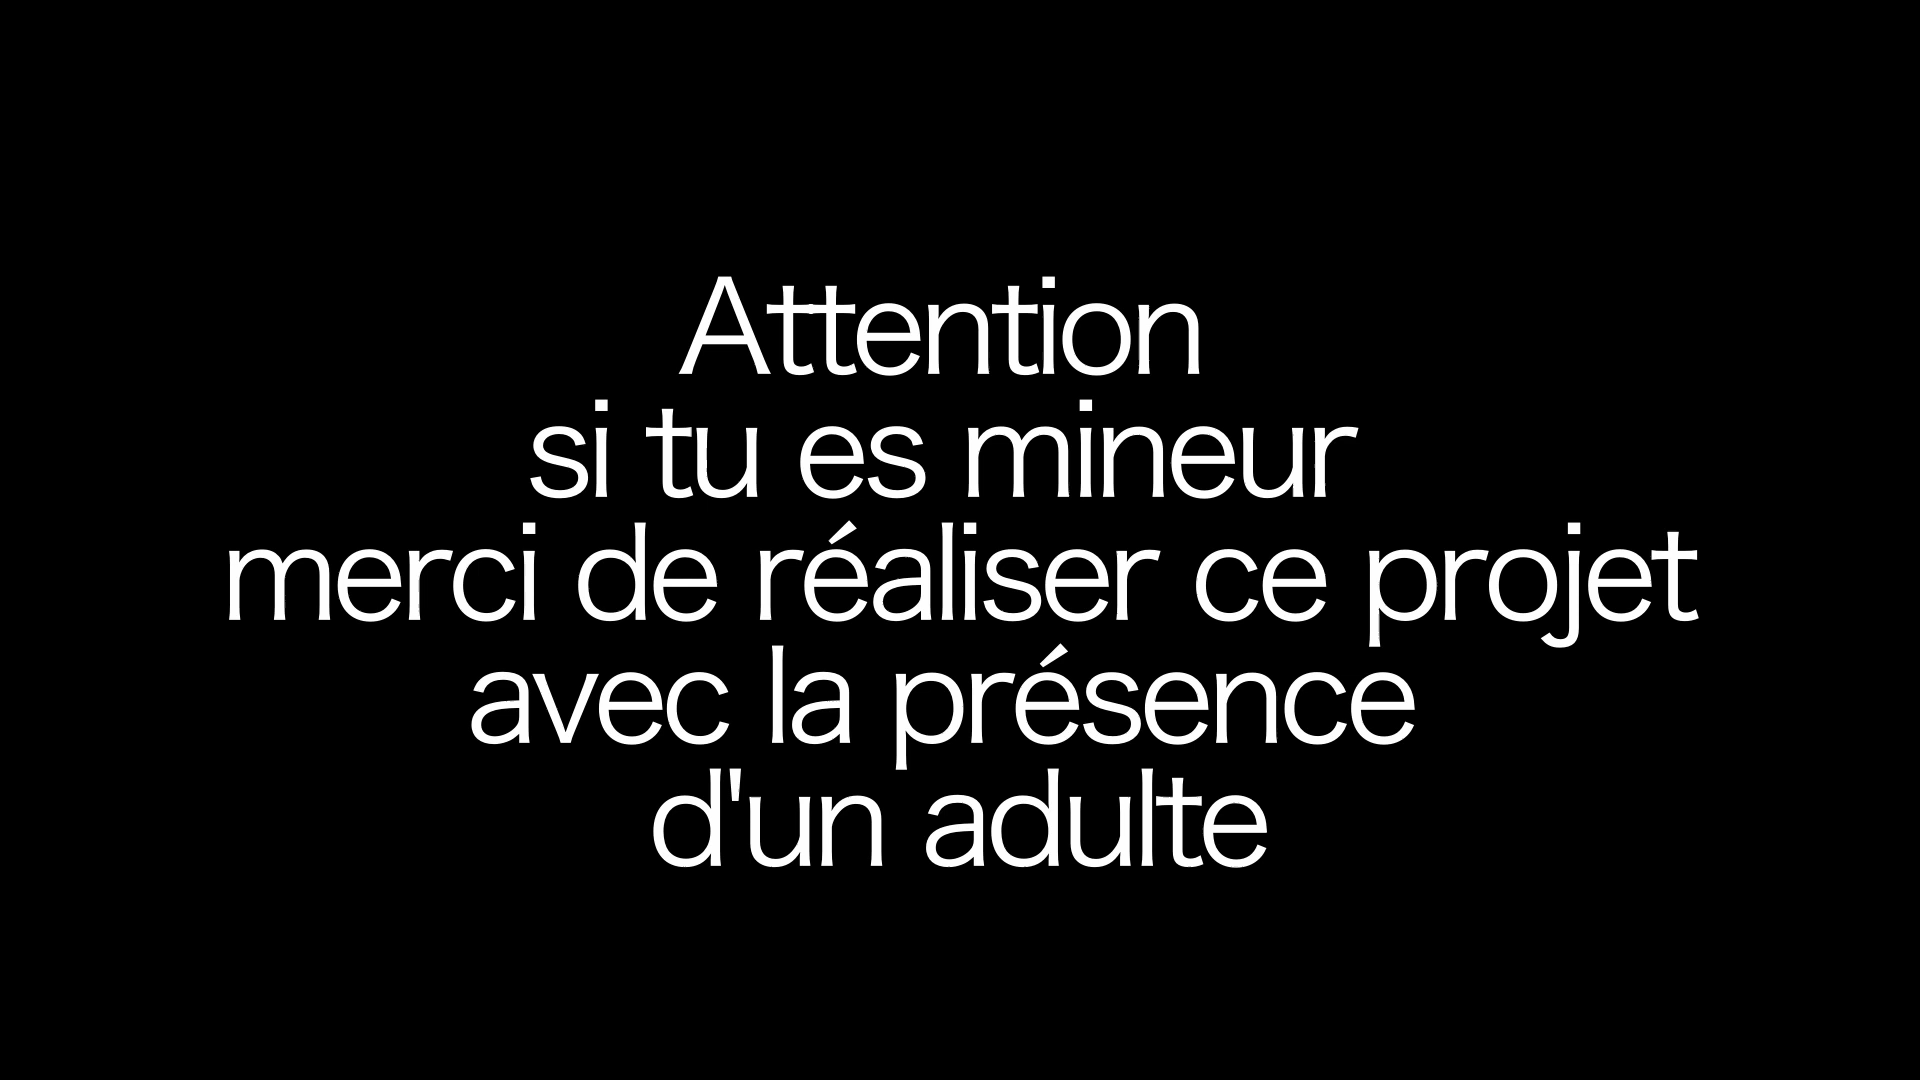 Attention
si tu es mineur
merci de réaliser ce projet
avec la présence
d'un adulte